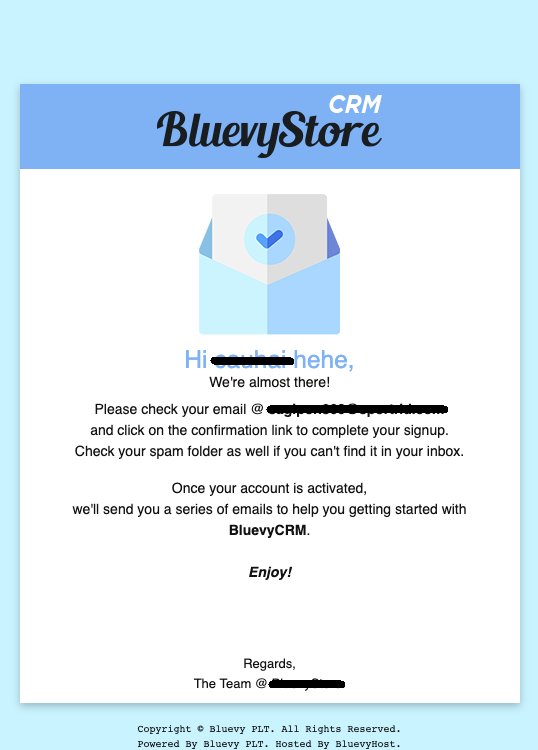 CRM
BluevyStore
Hi hehe,
We're almost there!
Please check your email @
and click on the confirmation link to complete your signup.
Check your spam folder as well if you can't find it in your inbox.
Once your account is activated,
we'll send you a series of emails to help you getting started with
BluevyCRM.
Enjoy!
Regards,
The Team @
Copyright © Bluevy PLT. All Rights Reserved.
Powered By Bluevy PLT. Hosted By BluevyHost.